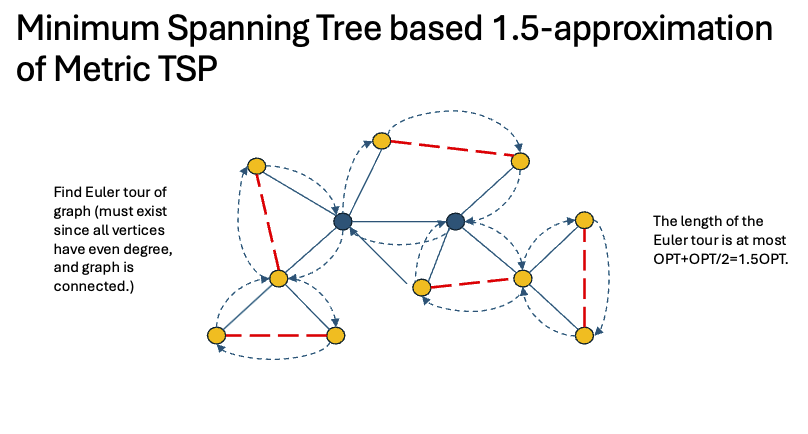 Minimum Spanning Tree based 1.5-approximation
of Metric TSP
Find Euler tour of
graph (must exist
since all vertices
have even degree,
and graph is
connected.)
The length of the
Euler tour is at most
OPT+OPT/2=1.5OPT.